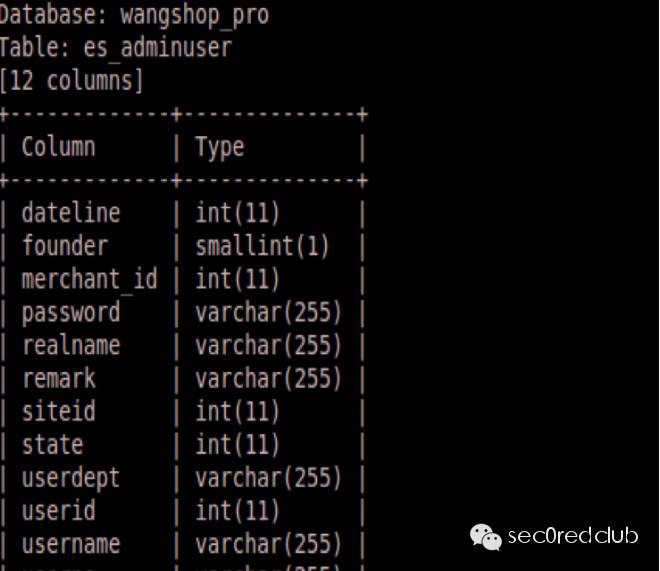 Database: wangshop_pro
Table: es_adminuser
[12 columns]
+-------------+--------------+
| Column | Type |
+-------------+--------------+
| dateline | int(11) |
| founder | smallint(1) |
| merchant_id | int(11) |
| password | varchar(255) |
| realname | varchar(255) |
| remark | varchar(255) |
| siteid | int(11) |
| state | int(11) |
| userdept | varchar(255) |
| userid | int(11) |
| username | varchar(255) |
sec0redclub